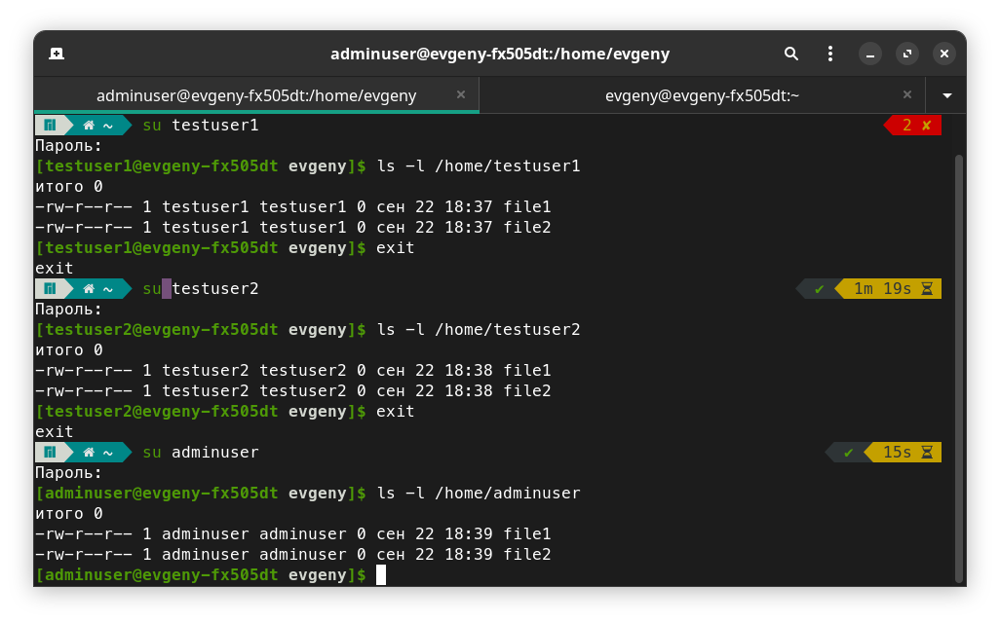 adminuser@evgeny-fx505dt:/home/evgeny
adminuser@evgeny-fx505dt:/home/evgeny
evgeny@evgeny-fx505dt:~
~ su testuser1 2 ✘
Пароль:
[testuser1@evgeny-fx505dt evgeny]$ ls -l /home/testuser1
итого 0
-rw-r--r-- 1 testuser1 testuser1 0 сен 22 18:37 file1
-rw-r--r-- 1 testuser1 testuser1 0 сен 22 18:37 file2
[testuser1@evgeny-fx505dt evgeny]$ exit
exit
~ su testuser2 ✔ 1m 19s
Пароль:
[testuser2@evgeny-fx505dt evgeny]$ ls -l /home/testuser2
итого 0
-rw-r--r-- 1 testuser2 testuser2 0 сен 22 18:38 file1
-rw-r--r-- 1 testuser2 testuser2 0 сен 22 18:38 file2
[testuser2@evgeny-fx505dt evgeny]$ exit
exit
~ su adminuser ✔ 15s
Пароль:
[adminuser@evgeny-fx505dt evgeny]$ ls -l /home/adminuser
итого 0
-rw-r--r-- 1 adminuser adminuser 0 сен 22 18:39 file1
-rw-r--r-- 1 adminuser adminuser 0 сен 22 18:39 file2
[adminuser@evgeny-fx505dt evgeny]$